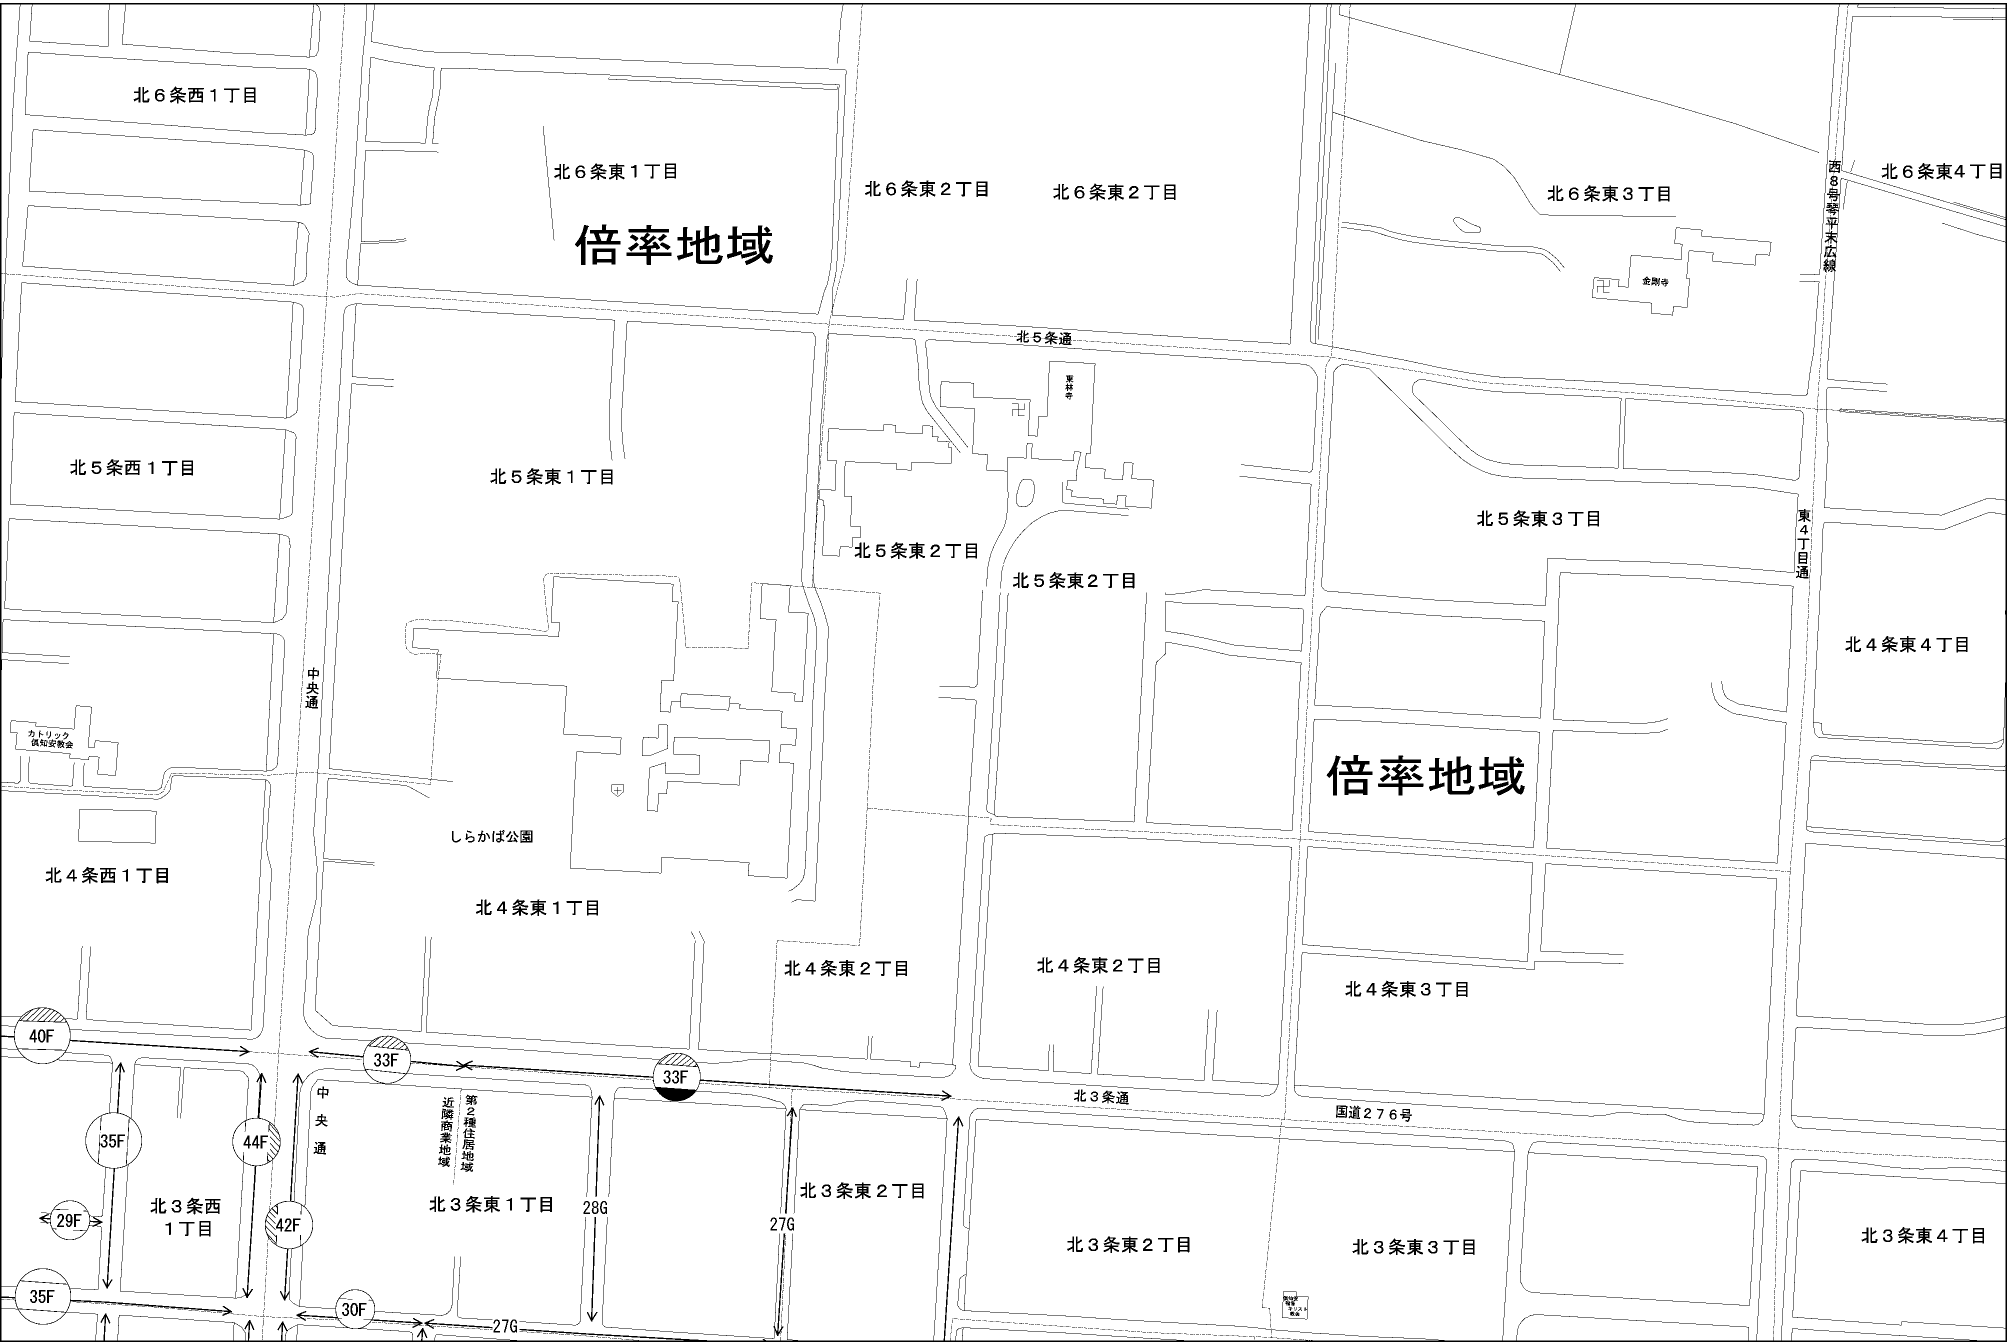 北６条西１丁目
北６条東１丁目
北６条東２丁目
北６条東２丁目
北６条東３丁目
北６条東４丁目
西８号琴平末広線
倍率地域
金剛寺
北５条通
東林寺
北５条西１丁目
北５条東１丁目
北５条東２丁目
北５条東２丁目
北５条東３丁目
東４丁目通
北４条東４丁目
中央通
カトリック
倶知安教会
倍率地域
しらかば公園
北４条西１丁目
北４条東１丁目
北４条東２丁目
北４条東２丁目
北４条東３丁目
40F
33F
33F
北３条通
国道２７６号
中央通
近隣商業地域
第２種住居地域
35F
44F
29F
42F
北３条西
１丁目
北３条東１丁目
28G
27G
北３条東２丁目
北３条東２丁目
北３条東３丁目
北３条東４丁目
35F
30F
27G
キリスト
教会